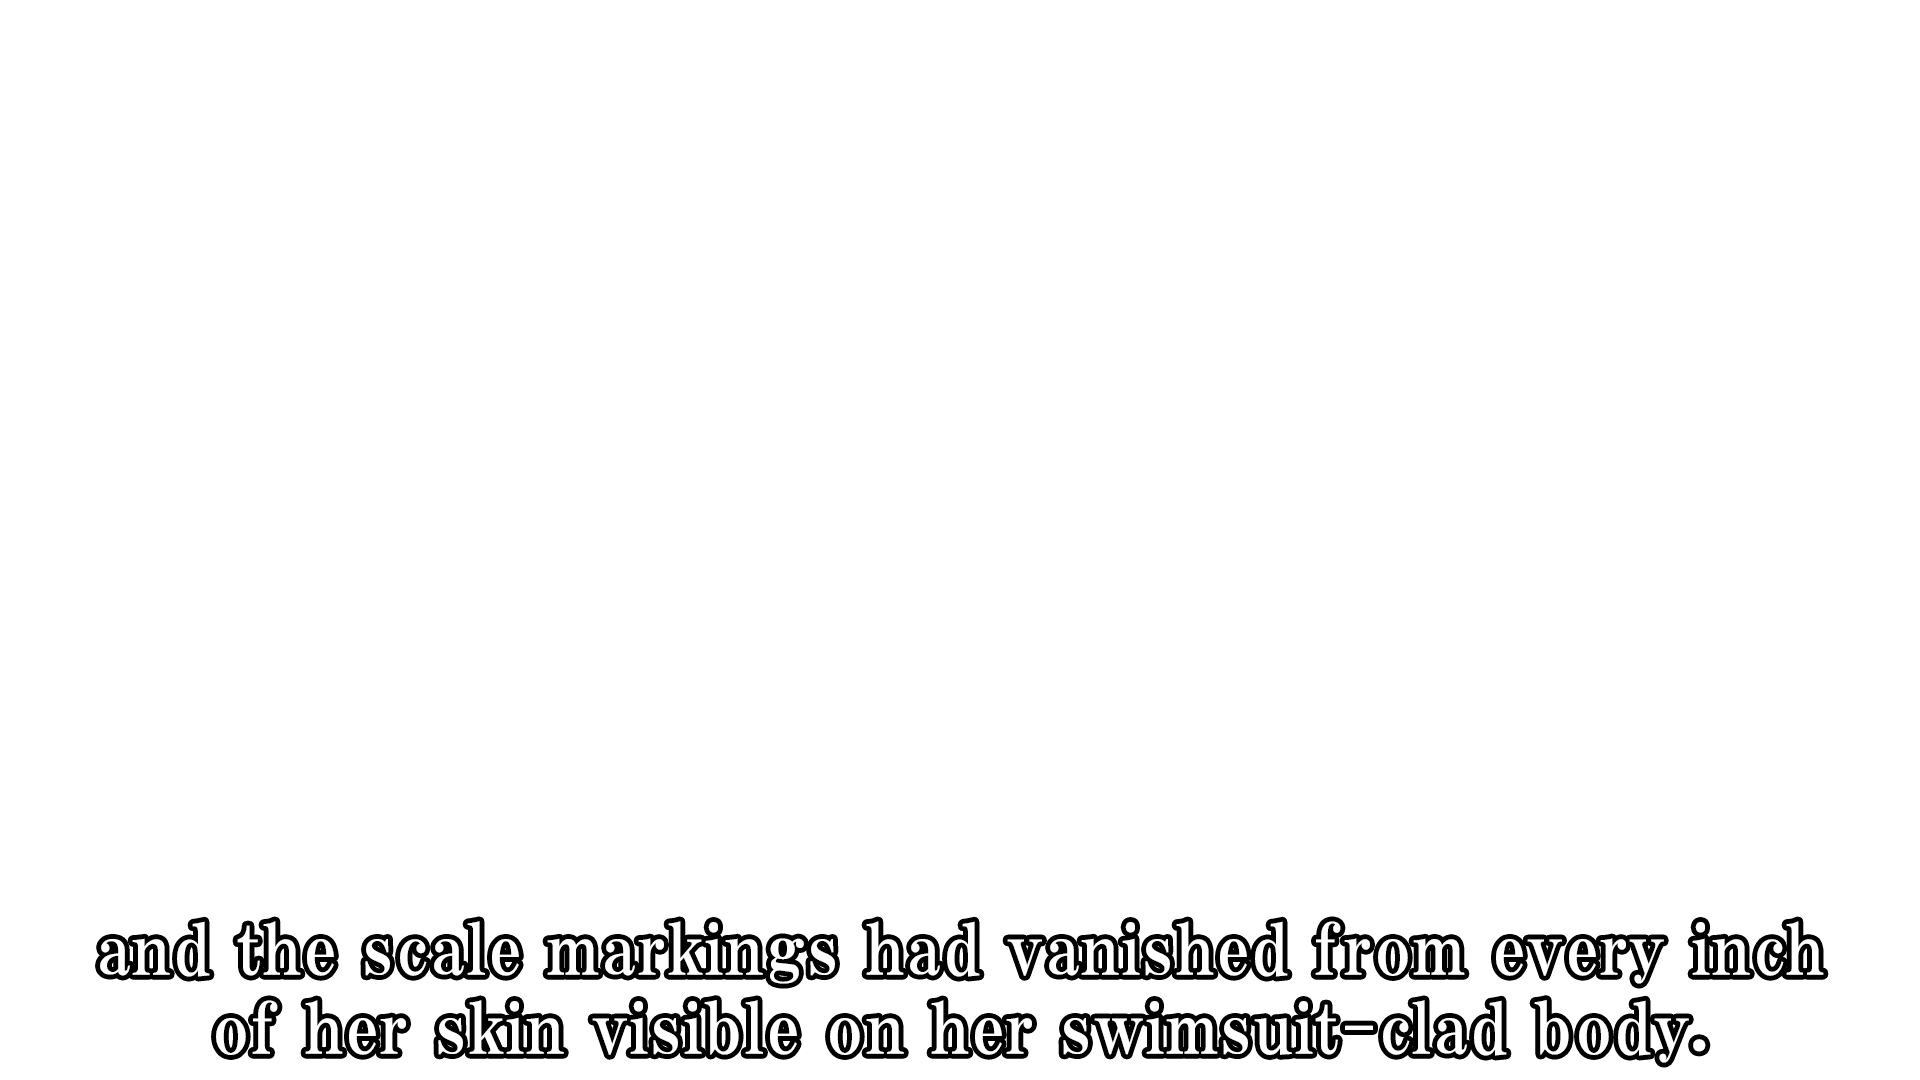 and the scale markings had vanished from every inch
of her skin visible on her swimsuit-clad body.